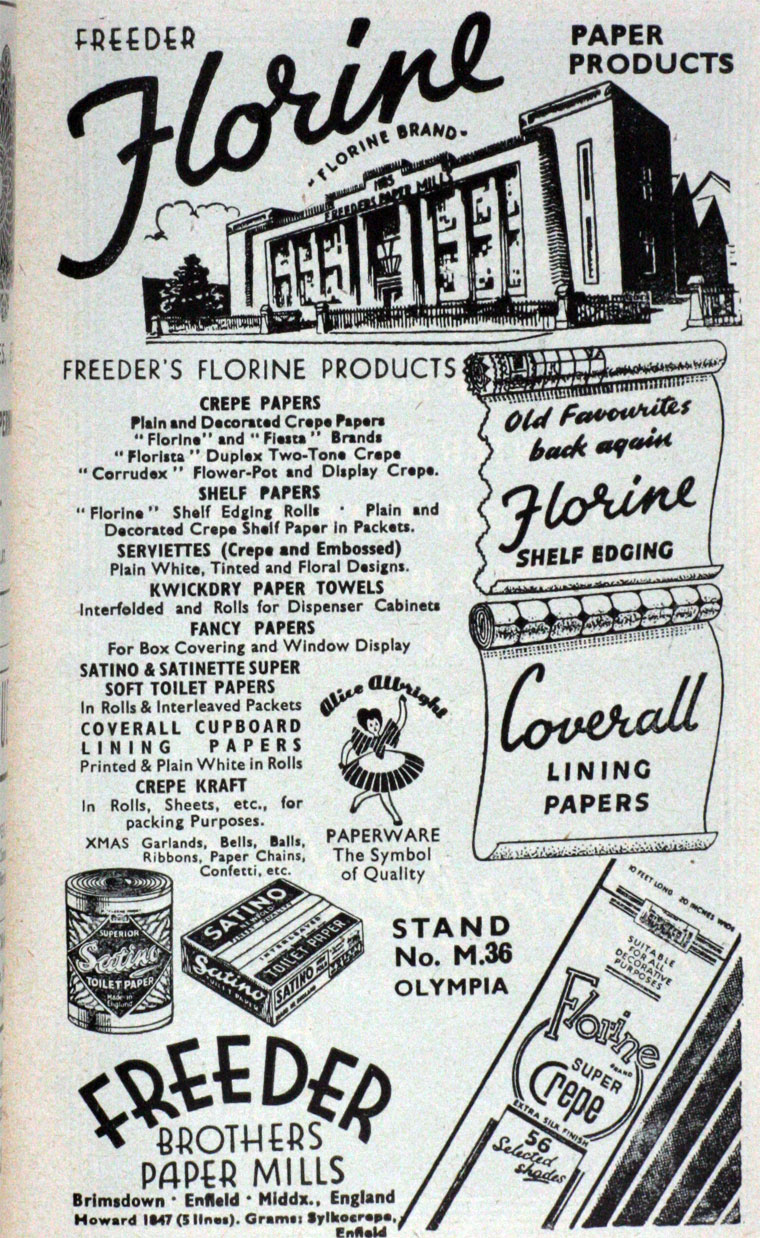 FREEDER
Florine
PAPER
PRODUCTS
"FLORINE BRAND"
FREEDERS PAPER MILLS
FREEDER'S FLORINE PRODUCTS
CREPE PAPERS
Plain and Decorated Crepe Papers
"Florine" and "Fiesta" Brands
"Florista" Duplex Two-Tone Crepe
"Corrudex" Flower-Pot and Display Crepe.
SHELF PAPERS
"Florine" Shelf Edging Rolls · Plain and
Decorated Crepe Shelf Paper in Packets.
SERVIETTES (Crepe and Embossed)
Plain White, Tinted and Floral Designs.
KWICKDRY PAPER TOWELS
Interfolded and Rolls for Dispenser Cabinets
FANCY PAPERS
For Box Covering and Window Display
SATINO & SATINETTE SUPER
SOFT TOILET PAPERS
In Rolls & Interleaved Packets
COVERALL CUPBOARD
LINING PAPERS
Printed & Plain White in Rolls
CREPE KRAFT
In Rolls, Sheets, etc., for
packing Purposes.
XMAS Garlands, Bells, Balls,
Ribbons, Paper Chains,
Confetti, etc.
Old Favourites
back again
Florine
SHELF EDGING
Coverall
LINING
PAPERS
Alice Albright
PAPERWARE
The Symbol
of Quality
SUPERIOR
Satino
TOILET PAPER
Made in
England
SATINO
INTERLEAVED
TOILET PAPER
Satino
TOILET PAPER
SATINO
STAND
No. M.36
OLYMPIA
10 FEET LONG 20 INCHES WIDE
SUITABLE
FOR ALL
DECORATIVE
PURPOSES
Florine
BRAND
SUPER
Crepe
EXTRA SILK FINISH
56
Selected
shades
FREEDER
BROTHERS
PAPER MILLS
Brimsdown · Enfield · Middx., England
Howard 1847 (5 lines). Grams: Sylkocrepe,
Enfield